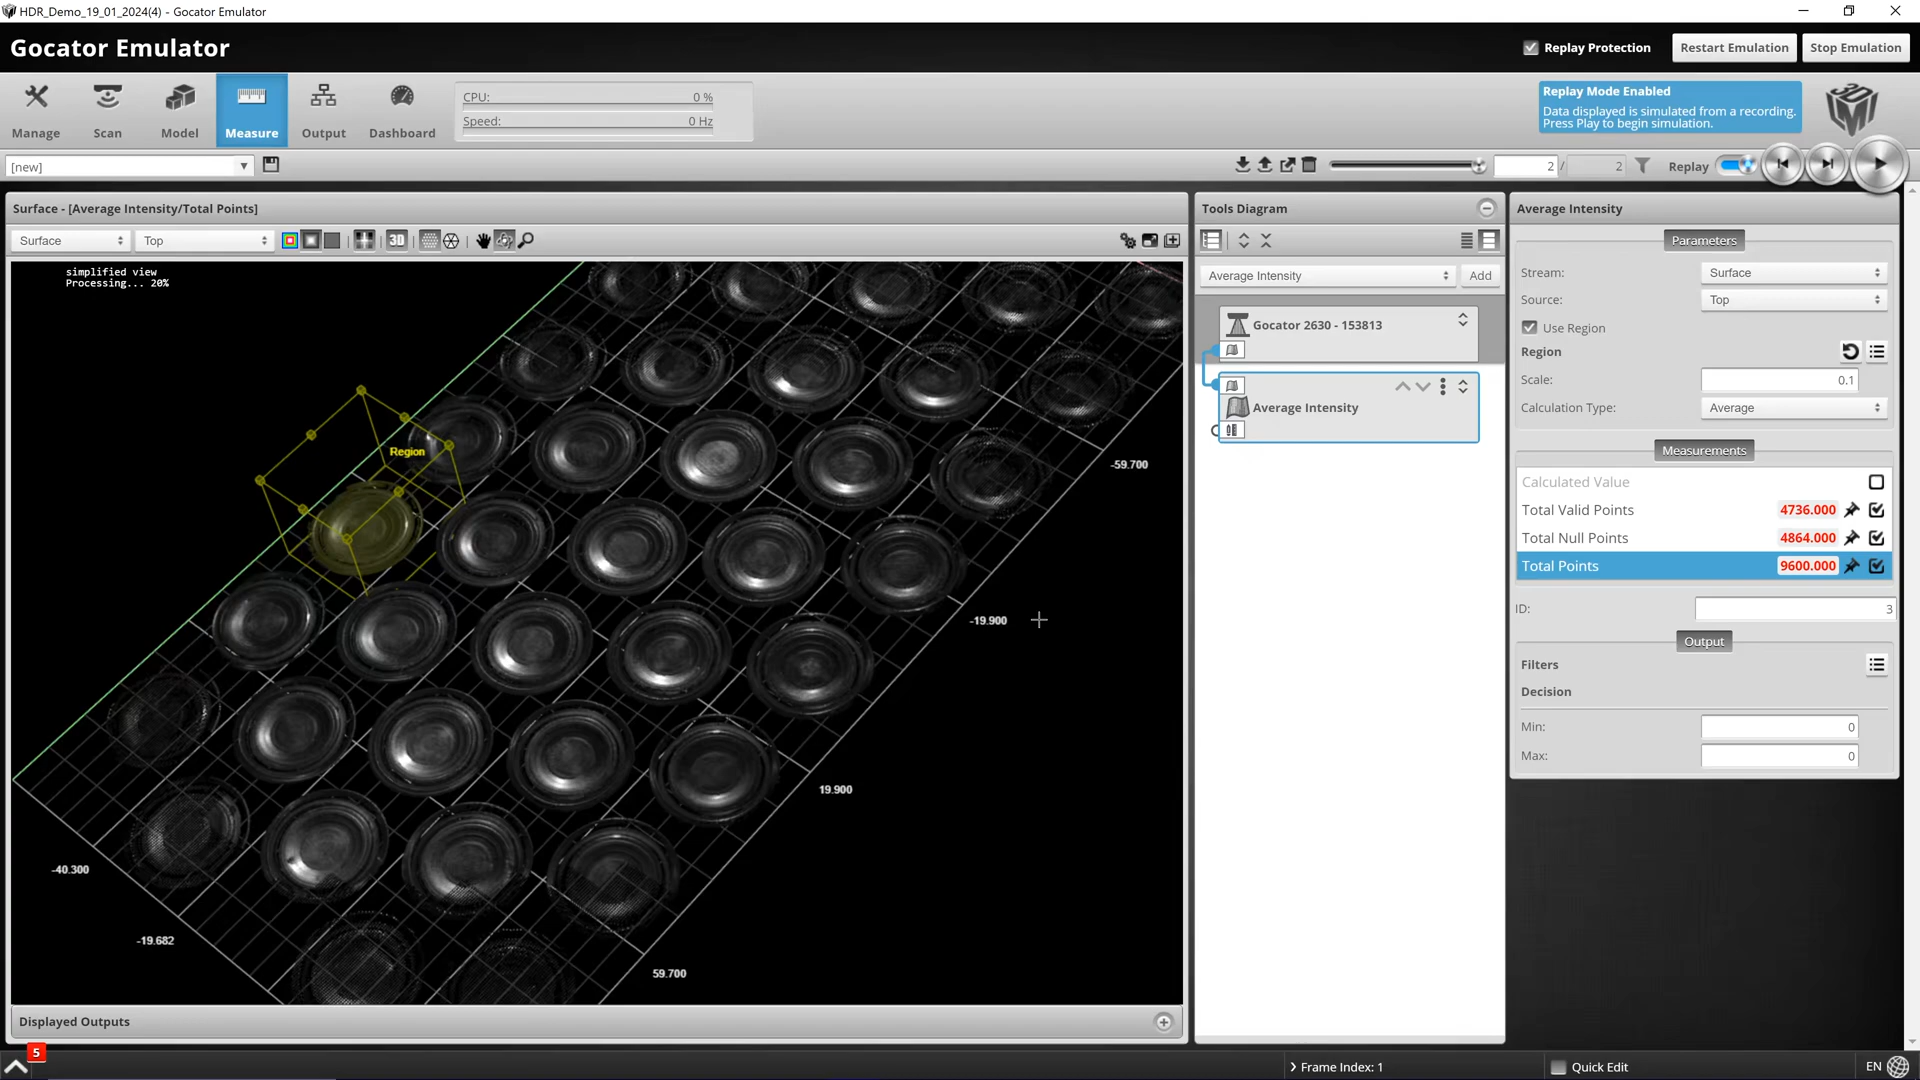 HDR_Demo_19_01_2024(4) - Gocator Emulator
Gocator Emulator
Replay Protection
Restart Emulation
Stop Emulation
Manage
Scan
Model
Measure
Output
Dashboard
CPU: 0 %
Speed: 0 Hz
Replay Mode Enabled
Data displayed is simulated from a recording.
Press Play to begin simulation.
[new]
2 / 2
Replay
Surface - [Average Intensity/Total Points]
Surface
Top
3D
simplified view
Processing... 20%
Region
-59.700
-19.900
19.900
59.700
-40.300
-19.682
Displayed Outputs
Tools Diagram
Average Intensity
Add
Gocator 2630 - 153813
Average Intensity
Average Intensity
Parameters
Stream: Surface
Source: Top
Use Region
Region
Scale: 0.1
Calculation Type: Average
Measurements
Calculated Value
Total Valid Points 4736.000
Total Null Points 4864.000
Total Points 9600.000
ID: 3
Output
Filters
Decision
Min: 0
Max: 0
5
Frame Index: 1
Quick Edit
EN